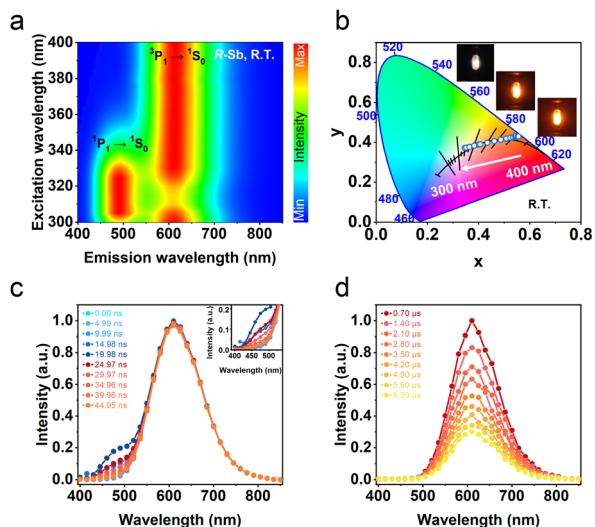 a
Excitation wavelength (nm)
400
380
360
340
320
300
³P₁ → ¹S₀
R-Sb, R.T.
¹P₁ → ¹S₀
400 500 600 700 800
Emission wavelength (nm)
Max
Intensity
Min
b
y
0.8
0.6
0.4
0.2
0.0
520
540
560
500
580
600
620
480
460
300 nm
400 nm
R.T.
0.0 0.2 0.4 0.6 0.8
x
c
Intensity (a.u.)
1.0
0.8
0.6
0.4
0.2
0.0
0.00 ns
4.99 ns
9.99 ns
14.98 ns
19.98 ns
24.97 ns
29.97 ns
34.96 ns
39.96 ns
44.95 ns
Intensity (a.u.)
0.2
0.1
0.0
400 450 500
Wavelength (nm)
400 500 600 700 800
Wavelength (nm)
d
Intensity (a.u.)
1.0
0.8
0.6
0.4
0.2
0.0
0.70 μs
1.40 μs
2.10 μs
2.80 μs
3.50 μs
4.20 μs
4.90 μs
5.60 μs
6.30 μs
400 500 600 700 800
Wavelength (nm)